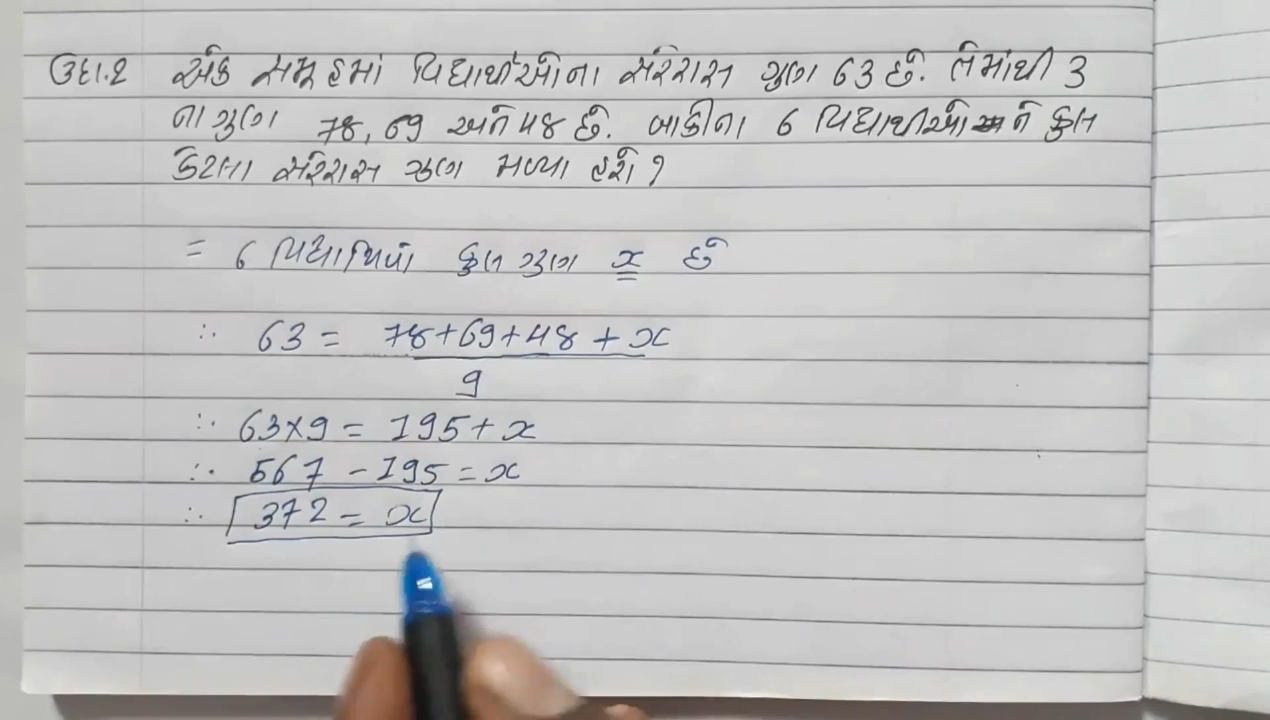 ઉદા.2 એક સમૂહમાં વિદ્યાર્થીઓના સરેરાશ ગુણ 63 છે. તેમાંથી 3
ના ગુણ 78, 69 અને 48 છે. બાકીના 6 વિદ્યાર્થીઓને કુલ
કેટલા સરેરાશ ગુણ મળ્યા હશે ?
= 6 કુલ ગુણ x છે
∴ 63 = 78+69+48 + x
9
∴ 63×9 = 195 + x
∴ 567 - 195 = x
∴ 372 = x